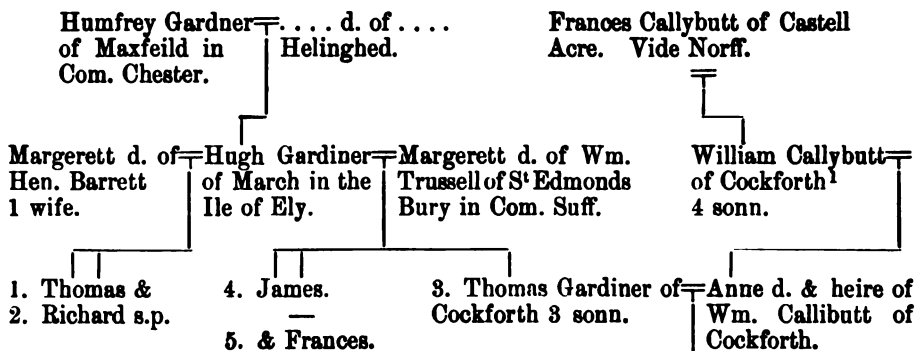 Humfrey Gardner . . . . d. of . . . .
of Maxfeild in Helinghed.
Com. Chester.
Frances Callybutt of Castell
Acre. Vide Norff.
Margerett d. of
Hen. Barrett
1 wife.
Hugh Gardiner
of March in the
Ile of Ely.
Margerett d. of Wm.
Trussell of St Edmonds
Bury in Com. Suff.
William Callybutt
of Cockforth1
4 sonn.
1. Thomas &
2. Richard s.p.
4. James.
—
5. & Frances.
3. Thomas Gardiner of
Cockforth 3 sonn.
Anne d. & heire of
Wm. Callibutt of
Cockforth.